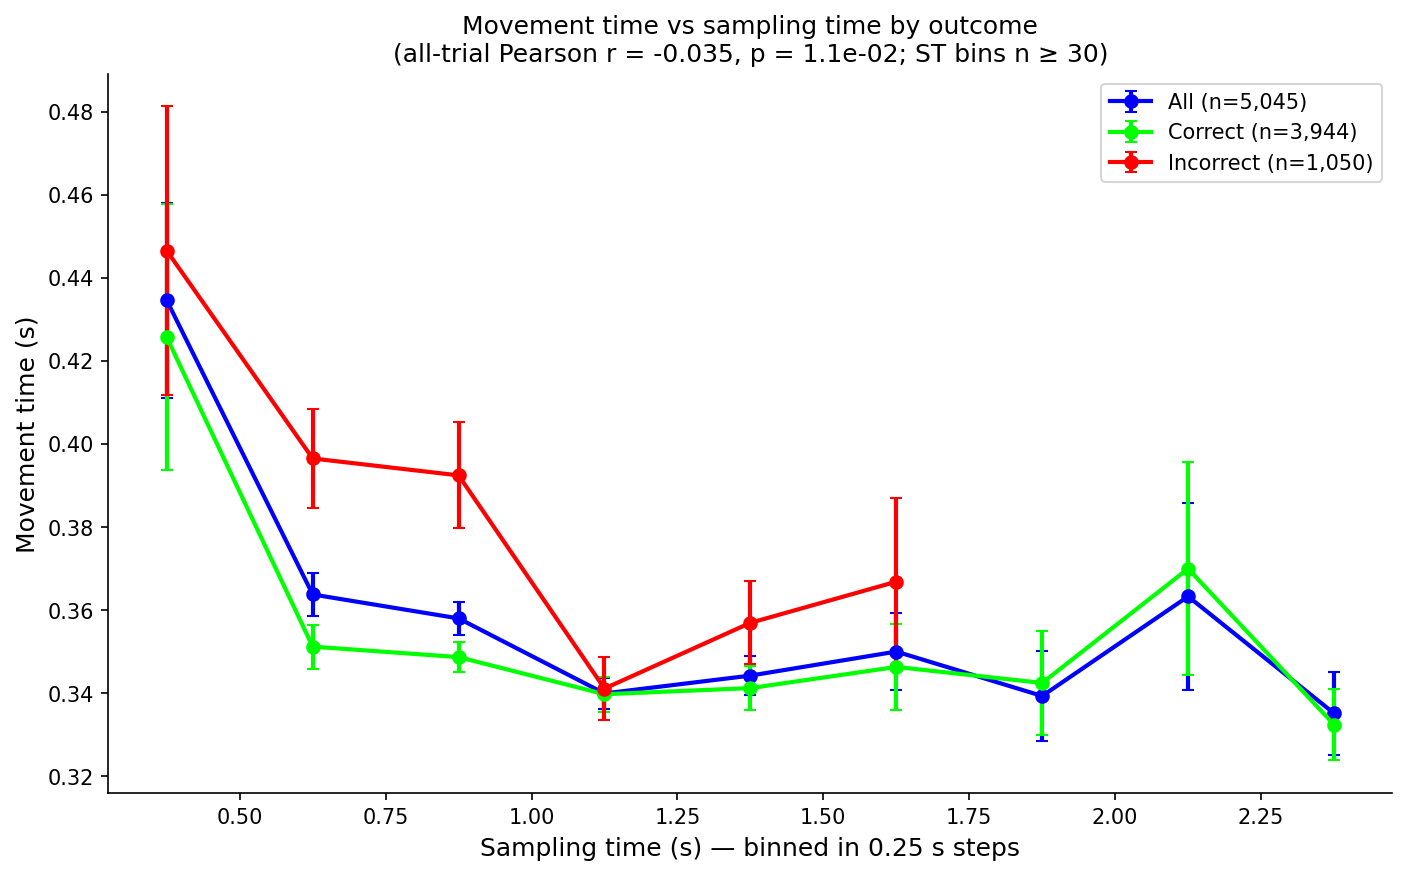 Movement time vs sampling time by outcome
(all-trial Pearson r = -0.035, p = 1.1e-02; ST bins n ≥ 30)
All (n=5,045)
Correct (n=3,944)
Incorrect (n=1,050)
Movement time (s)
0.48
0.46
0.44
0.42
0.40
0.38
0.36
0.34
0.32
0.50 0.75 1.00 1.25 1.50 1.75 2.00 2.25
Sampling time (s) — binned in 0.25 s steps